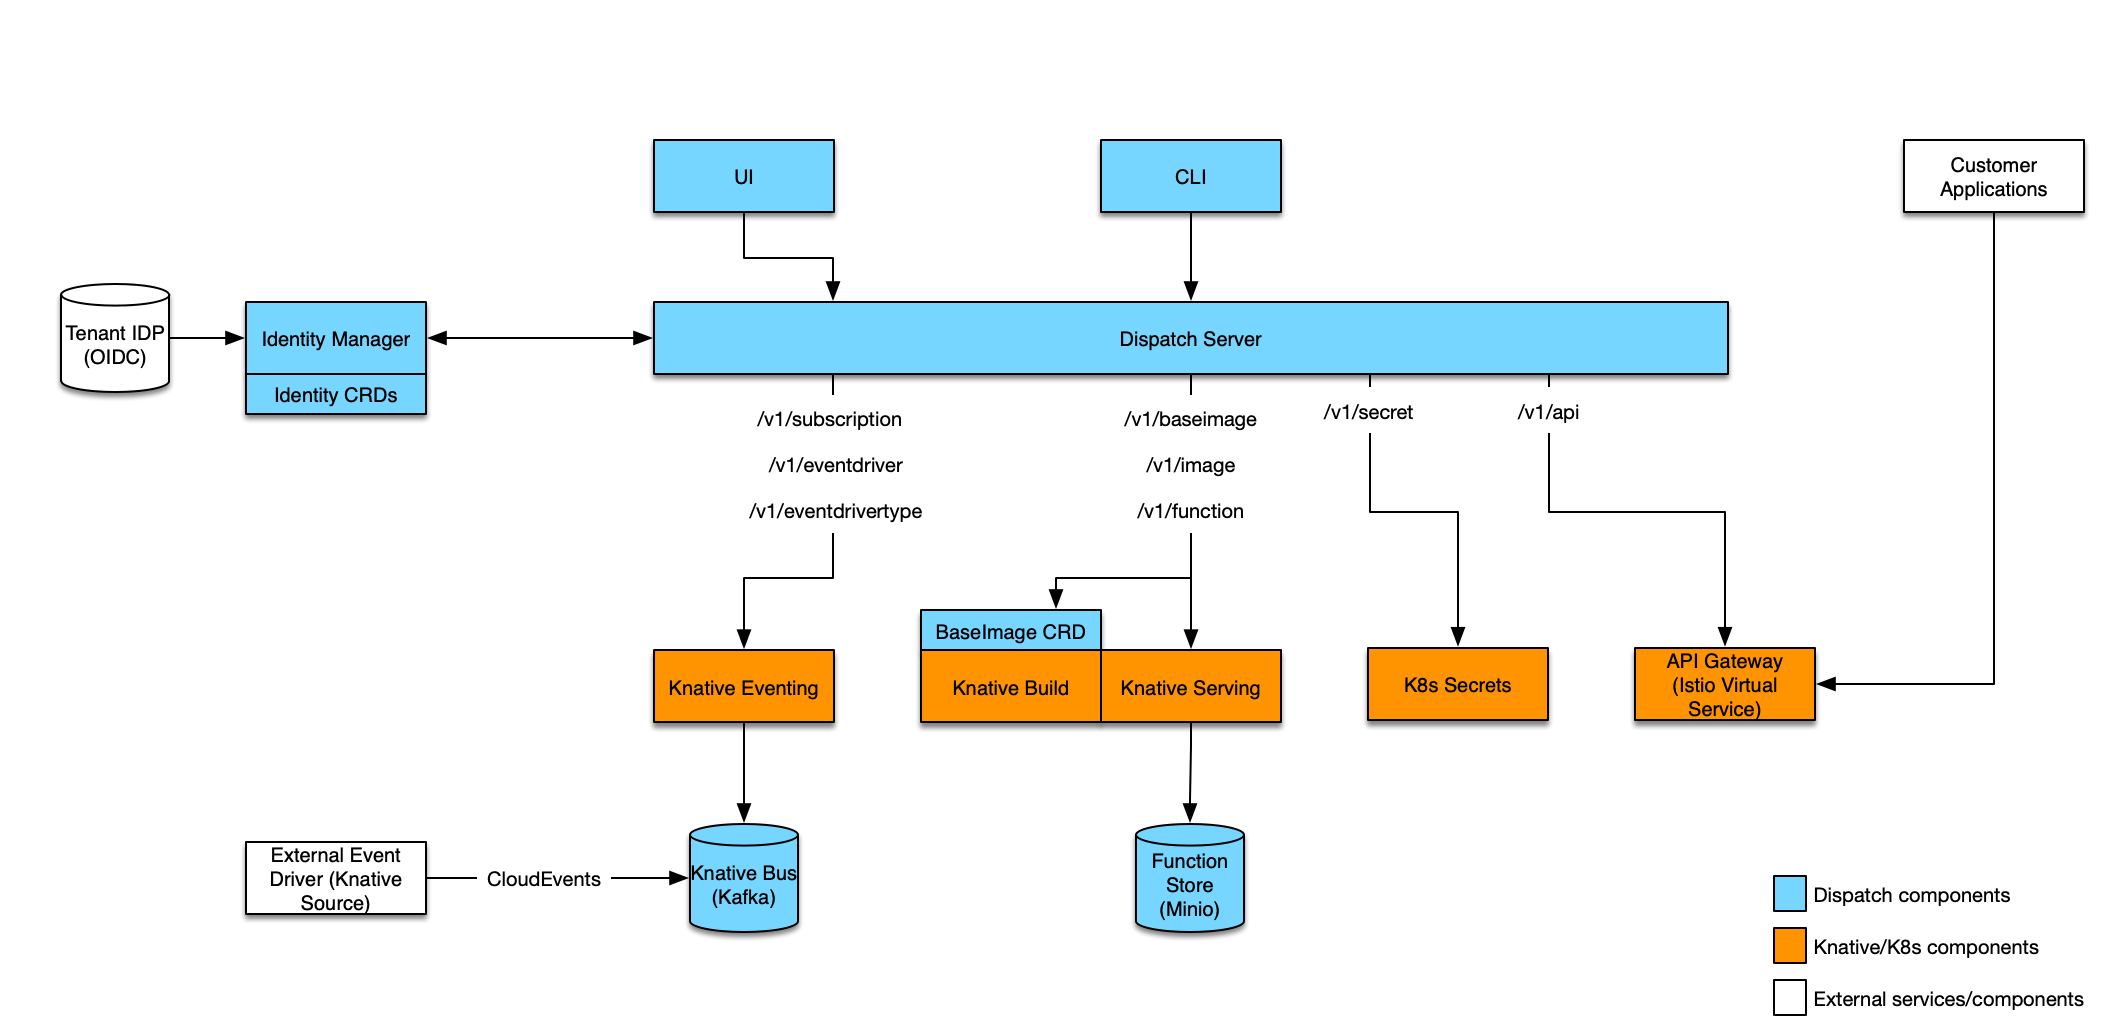 UI
CLI
Customer
Applications
Tenant IDP
(OIDC)
Identity Manager
Identity CRDs
Dispatch Server
/v1/subscription
/v1/eventdriver
/v1/eventdrivertype
/v1/baseimage
/v1/image
/v1/function
/v1/secret
/v1/api
BaseImage CRD
Knative Eventing
Knative Build
Knative Serving
K8s Secrets
API Gateway
(Istio Virtual
Service)
External Event
Driver (Knative
Source)
CloudEvents
Knative Bus
(Kafka)
Function
Store
(Minio)
Dispatch components
Knative/K8s components
External services/components